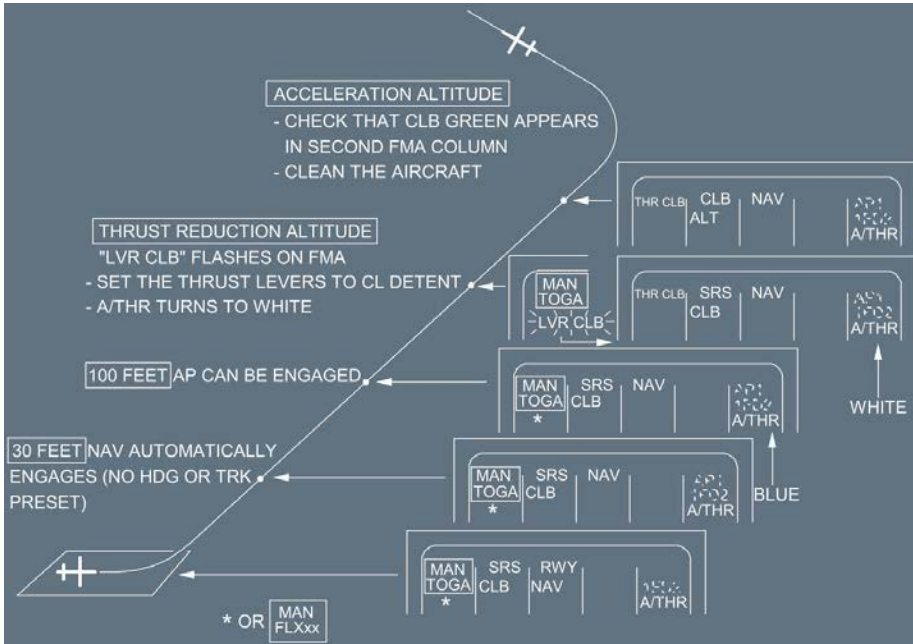 ACCELERATION ALTITUDE
- CHECK THAT CLB GREEN APPEARS
IN SECOND FMA COLUMN
- CLEAN THE AIRCRAFT
THR CLB CLB NAV
ALT
A/THR
THRUST REDUCTION ALTITUDE
"LVR CLB" FLASHES ON FMA
- SET THE THRUST LEVERS TO CL DETENT
- A/THR TURNS TO WHITE
MAN
TOGA
LVR CLB
THR CLB SRS NAV
CLB
A/THR
WHITE
100 FEET AP CAN BE ENGAGED
MAN SRS NAV
TOGA CLB
* A/THR
BLUE
30 FEET NAV AUTOMATICALLY
ENGAGES (NO HDG OR TRK
PRESET)
MAN SRS NAV
TOGA CLB
* A/THR
MAN SRS RWY
TOGA CLB NAV
* A/THR
* OR MAN
FLXxx